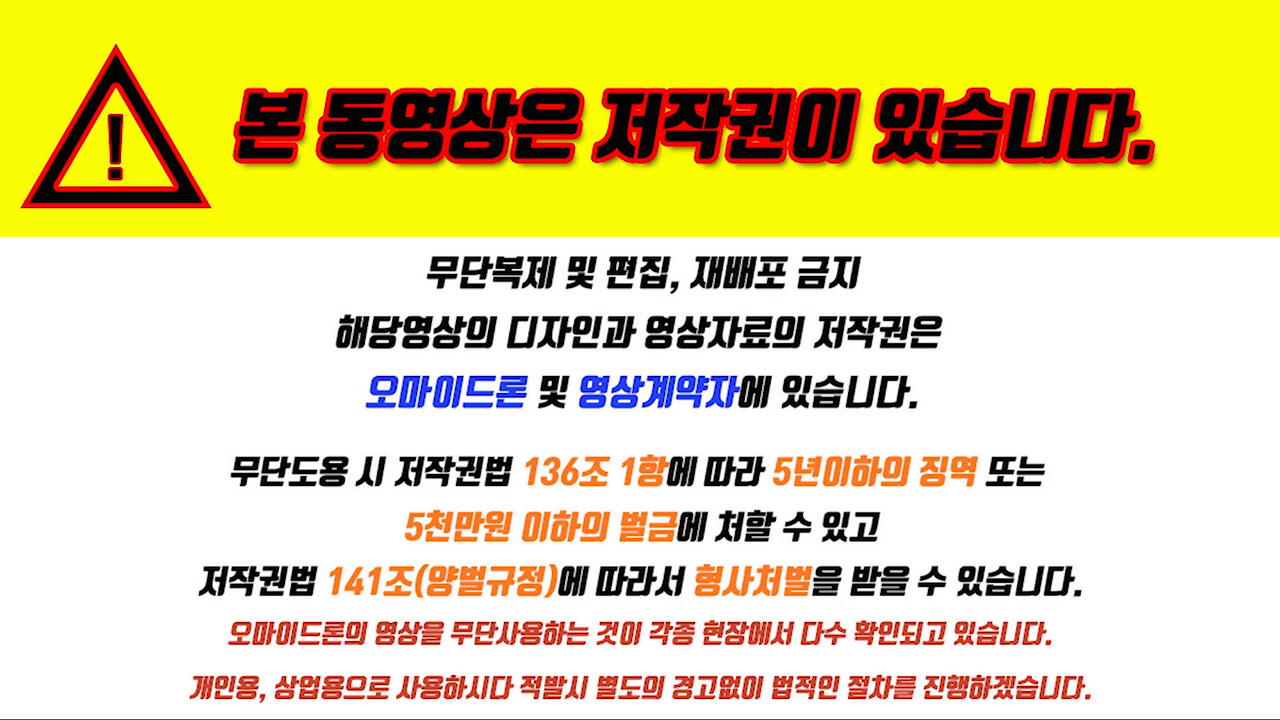 !
본 동영상은 저작권이 있습니다.
무단복제 및 편집, 재배포 금지
해당영상의 디자인과 영상자료의 저작권은
오마이드론 및 영상계약자에 있습니다.
무단도용 시 저작권법 136조 1항에 따라 5년이하의 징역 또는
5천만원 이하의 벌금에 처할 수 있고
저작권법 141조(양벌규정)에 따라서 형사처벌을 받을 수 있습니다.
오마이드론의 영상을 무단사용하는 것이 각종 현장에서 다수 확인되고 있습니다.
개인용, 상업용으로 사용하시다 적발시 별도의 경고없이 법적인 절차를 진행하겠습니다.